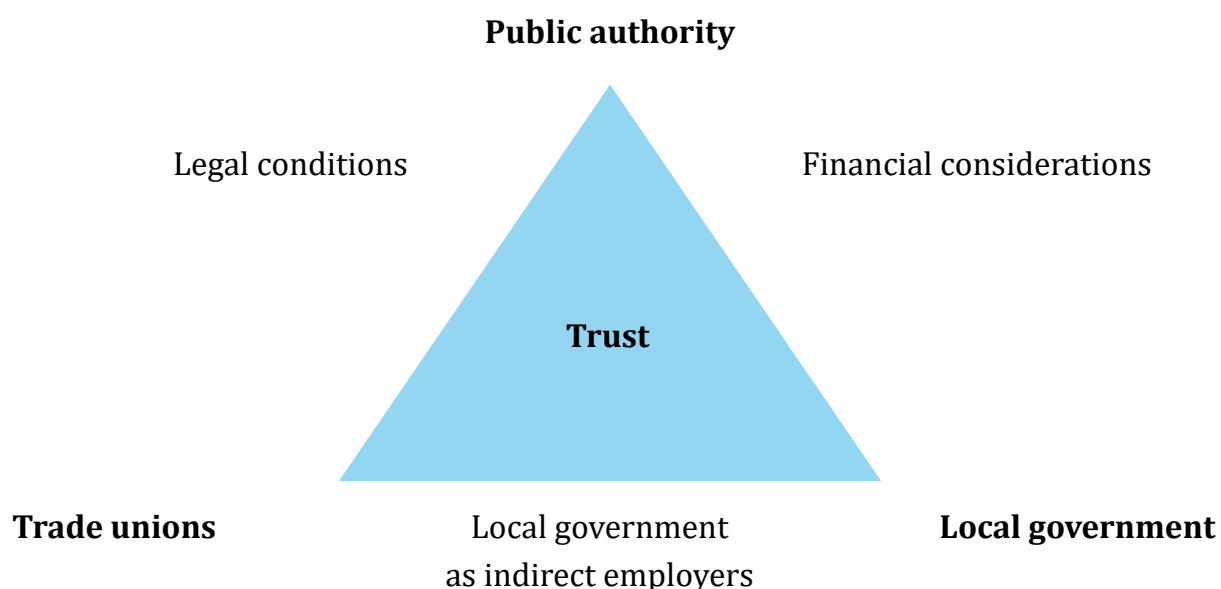 Public authority
Legal conditions
Financial considerations
Trust
Trade unions
Local government
as indirect employers
Local government